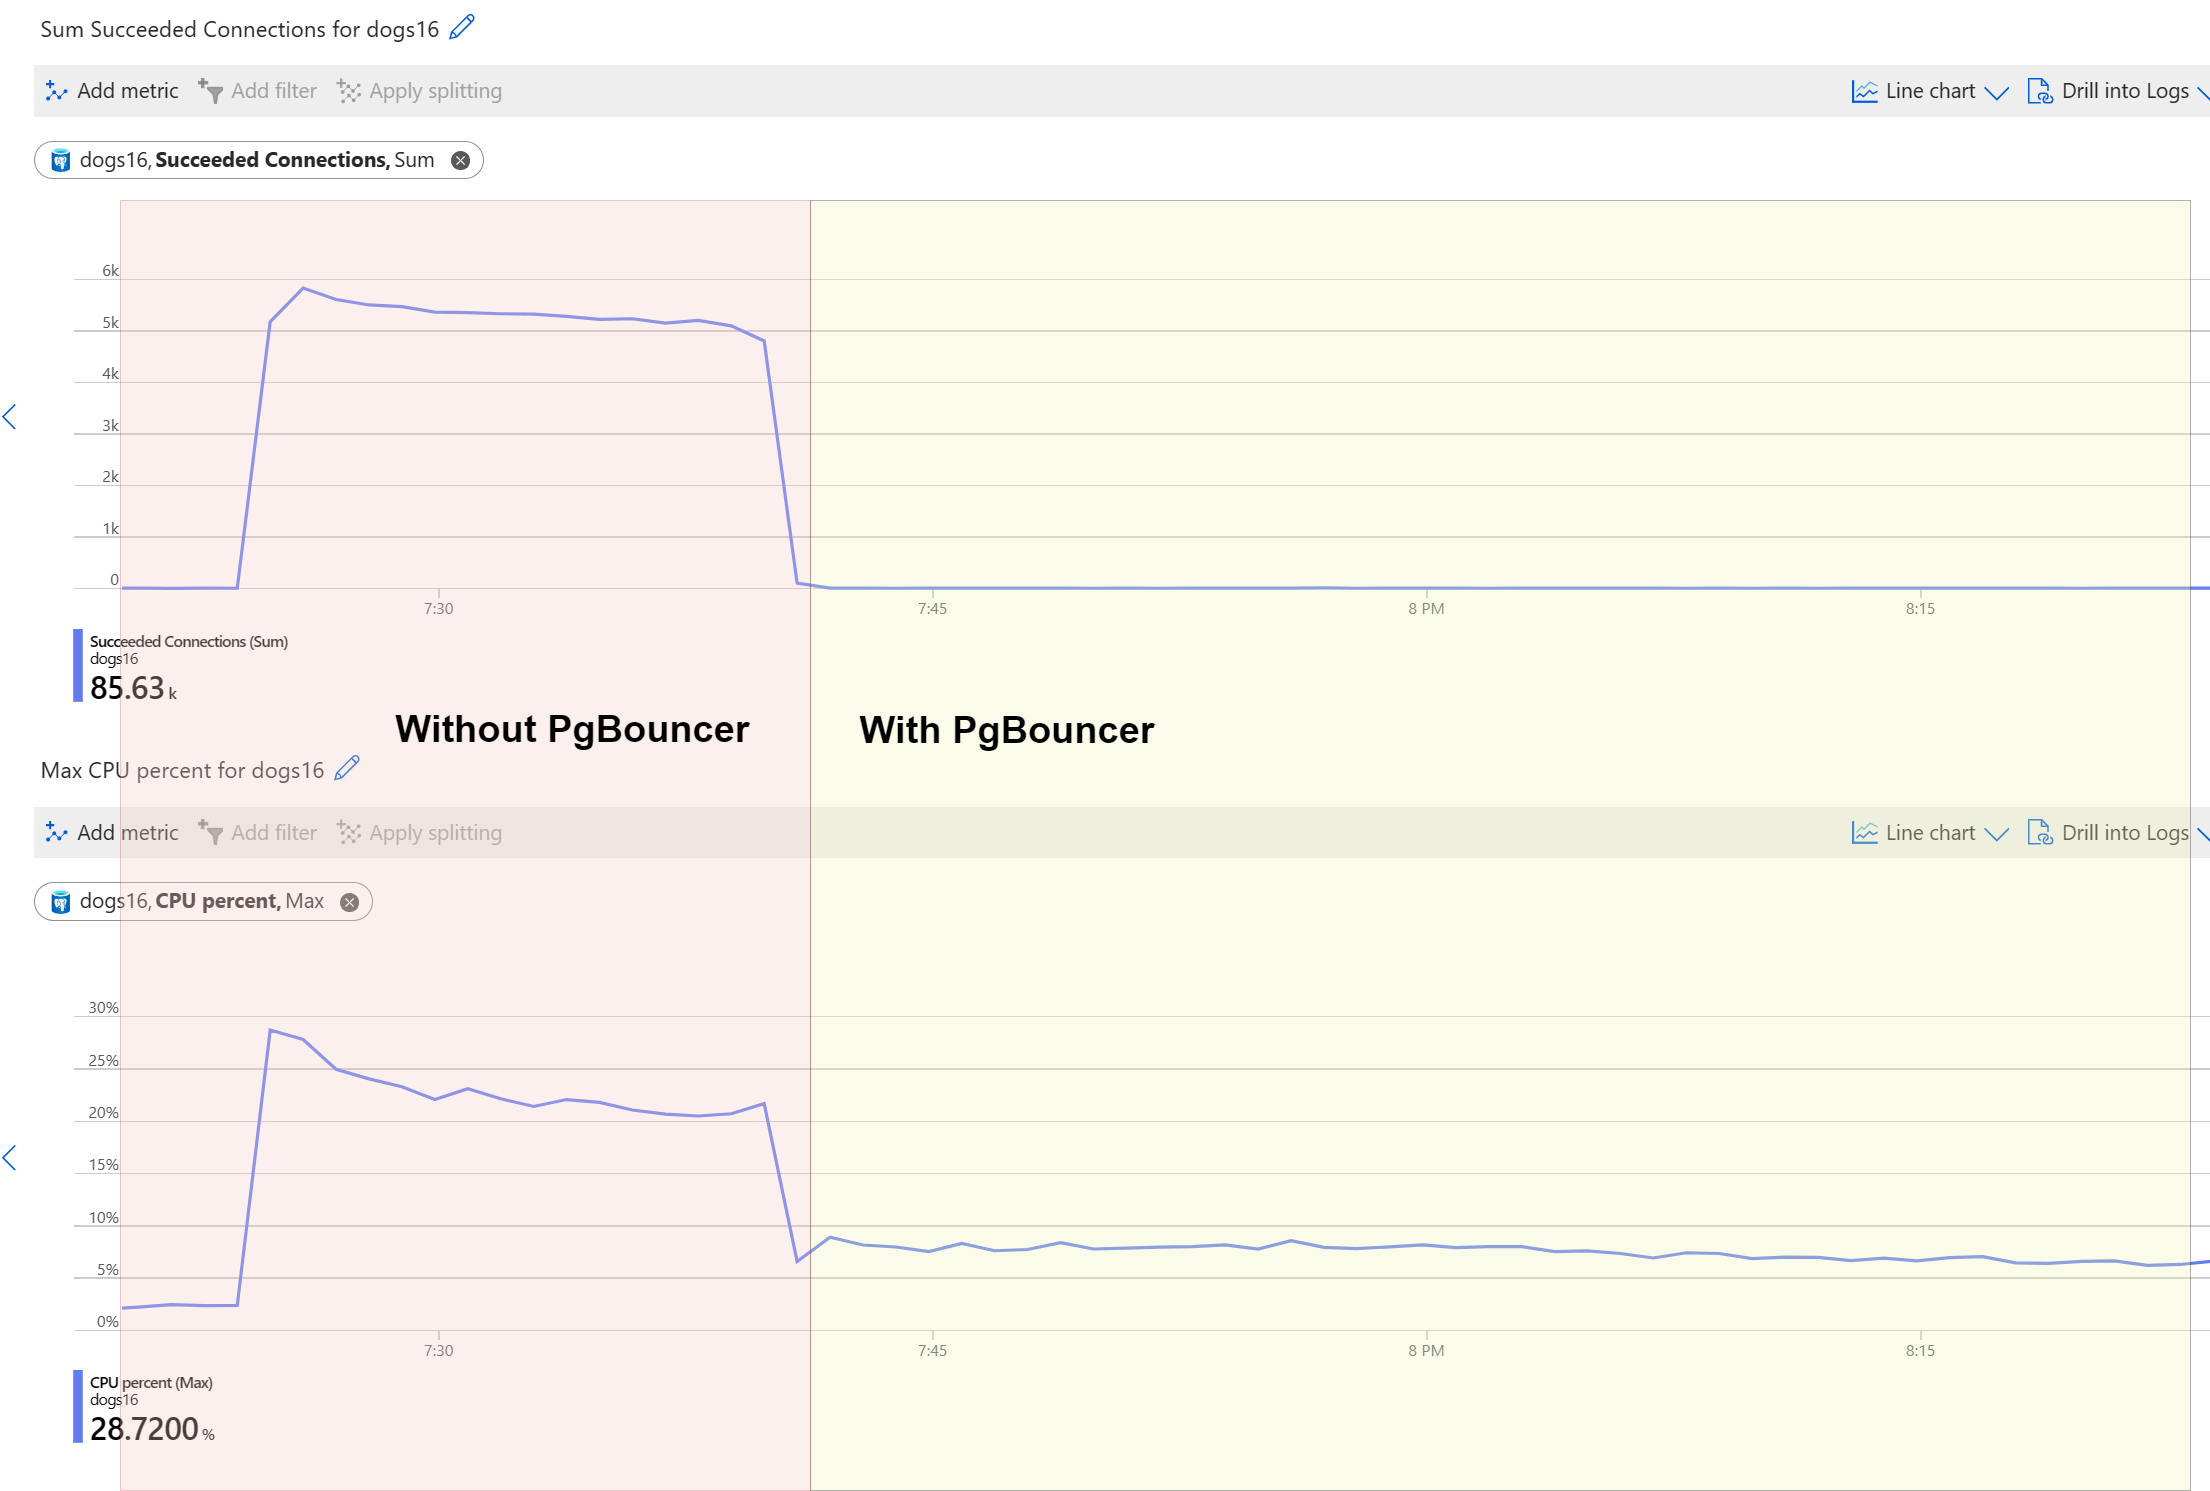 Sum Succeeded Connections for dogs16
Add metric Add filter Apply splitting Line chart Drill into Logs
dogs16, Succeeded Connections, Sum
6k
5k
4k
3k
2k
1k
0
7:30 7:45 8 PM 8:15
Succeeded Connections (Sum)
dogs16
85.63 k
Without PgBouncer With PgBouncer
Max CPU percent for dogs16
Add metric Add filter Apply splitting Line chart Drill into Logs
dogs16, CPU percent, Max
30%
25%
20%
15%
10%
5%
0%
7:30 7:45 8 PM 8:15
CPU percent (Max)
dogs16
28.7200 %